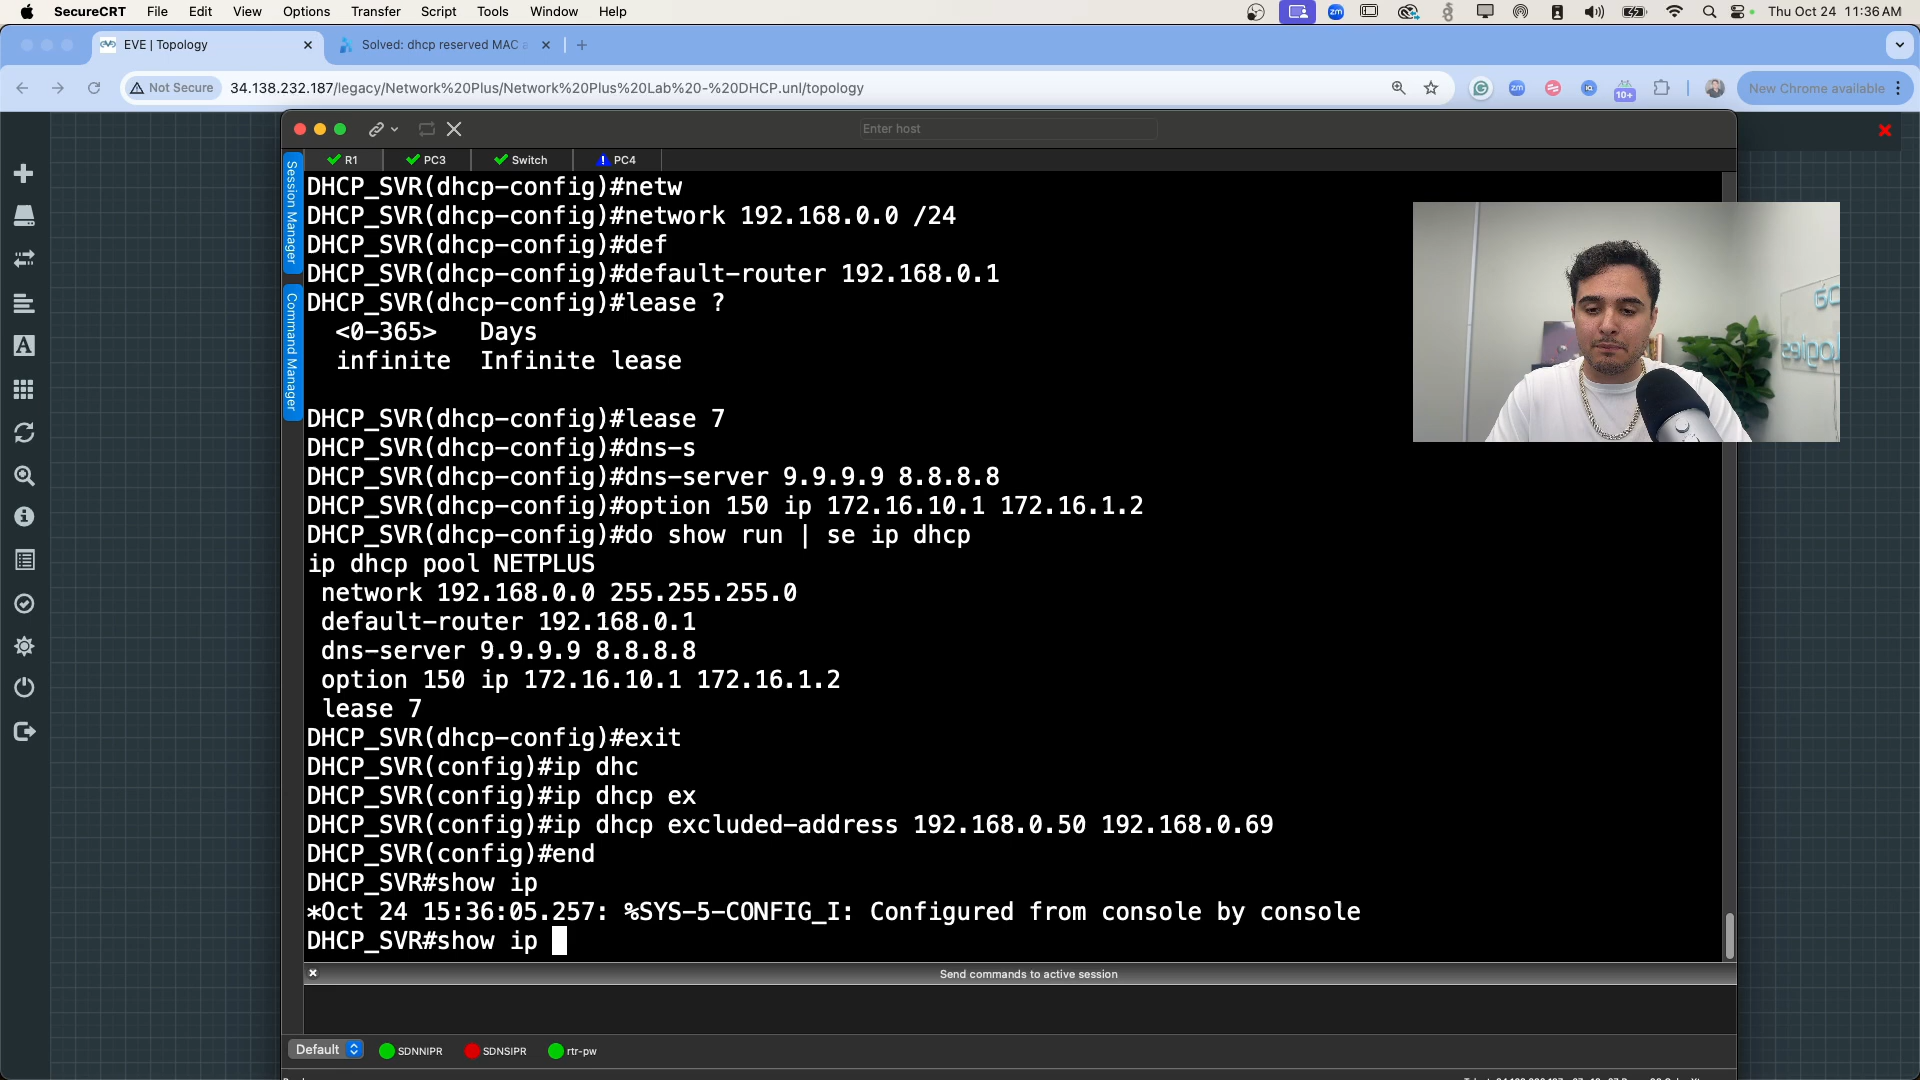 SecureCRT File Edit View Options Transfer Script Tools Window Help
zm
Thu Oct 24 11:36 AM
EVE | Topology
Solved: dhcp reserved MAC
Not Secure
34.138.232.187/legacy/Network%20Plus/Network%20Plus%20Lab%20-%20DHCP.unl/topology
zm
10+
New Chrome available
Enter host
Session Manager
Command Manager
R1 PC3 Switch PC4
DHCP_SVR(dhcp-config)#netw
DHCP_SVR(dhcp-config)#network 192.168.0.0 /24
DHCP_SVR(dhcp-config)#def
DHCP_SVR(dhcp-config)#default-router 192.168.0.1
DHCP_SVR(dhcp-config)#lease ?
<0-365> Days
infinite Infinite lease
DHCP_SVR(dhcp-config)#lease 7
DHCP_SVR(dhcp-config)#dns-s
DHCP_SVR(dhcp-config)#dns-server 9.9.9.9 8.8.8.8
DHCP_SVR(dhcp-config)#option 150 ip 172.16.10.1 172.16.1.2
DHCP_SVR(dhcp-config)#do show run | se ip dhcp
ip dhcp pool NETPLUS
network 192.168.0.0 255.255.255.0
default-router 192.168.0.1
dns-server 9.9.9.9 8.8.8.8
option 150 ip 172.16.10.1 172.16.1.2
lease 7
DHCP_SVR(dhcp-config)#exit
DHCP_SVR(config)#ip dhc
DHCP_SVR(config)#ip dhcp ex
DHCP_SVR(config)#ip dhcp excluded-address 192.168.0.50 192.168.0.69
DHCP_SVR(config)#end
DHCP_SVR#show ip
*Oct 24 15:36:05.257: %SYS-5-CONFIG_I: Configured from console by console
DHCP_SVR#show ip
Send commands to active session
Default SDNNIPR SDNSIPR rtr-pw